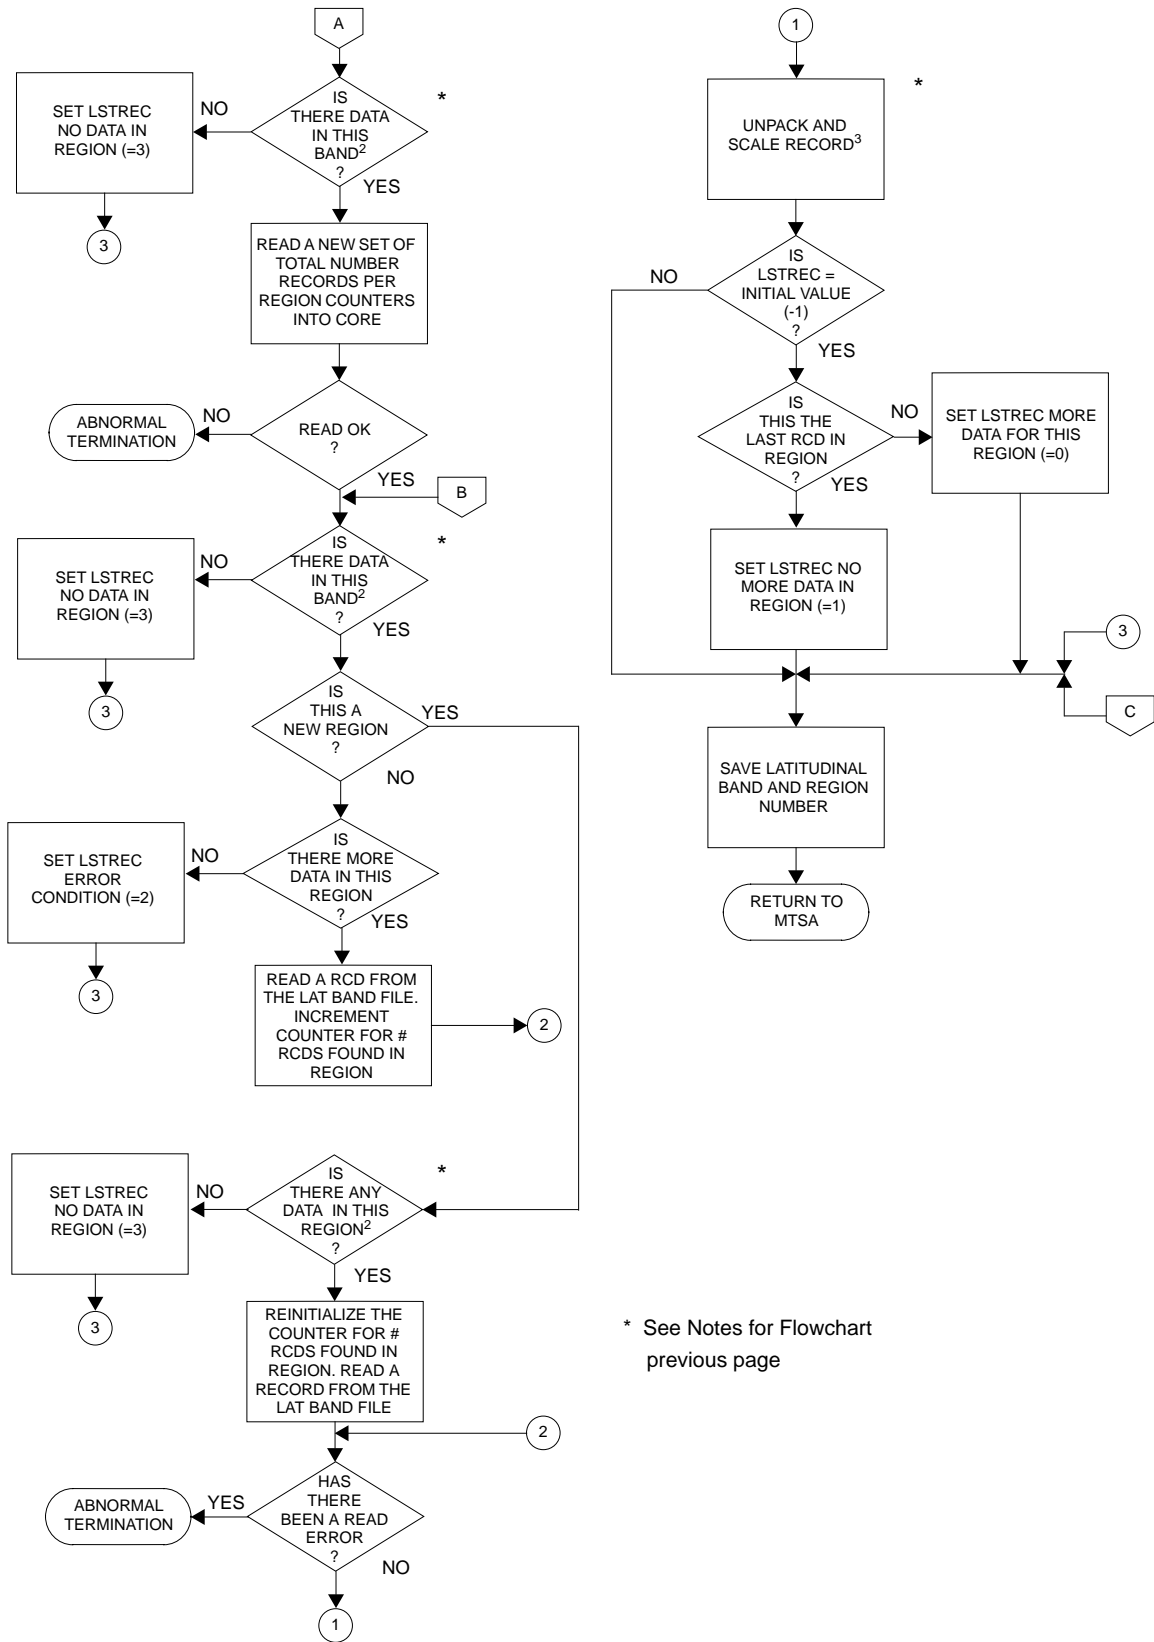 A
IS
THERE DATA
IN THIS
BAND2
?
*
NO
SET LSTREC
NO DATA IN
REGION (=3)
3
YES
READ A NEW SET OF
TOTAL NUMBER
RECORDS PER
REGION COUNTERS
INTO CORE
READ OK
?
NO
ABNORMAL
TERMINATION
YES
B
IS
THERE DATA
IN THIS
BAND2
?
*
NO
SET LSTREC
NO DATA IN
REGION (=3)
3
YES
IS
THIS A
NEW REGION
?
YES
NO
IS
THERE MORE
DATA IN THIS
REGION
?
NO
SET LSTREC
ERROR
CONDITION (=2)
3
YES
READ A RCD FROM
THE LAT BAND FILE.
INCREMENT
COUNTER FOR #
RCDS FOUND IN
REGION
2
IS
THERE ANY
DATA IN THIS
REGION2
?
*
NO
SET LSTREC
NO DATA IN
REGION (=3)
3
YES
REINITIALIZE THE
COUNTER FOR #
RCDS FOUND IN
REGION. READ A
RECORD FROM THE
LAT BAND FILE
2
HAS
THERE
BEEN A READ
ERROR
?
YES
ABNORMAL
TERMINATION
NO
1
1
*
UNPACK AND
SCALE RECORD3
IS
LSTREC =
INITIAL VALUE
(-1)
?
NO
YES
IS
THIS THE
LAST RCD IN
REGION
?
NO
SET LSTREC MORE
DATA FOR THIS
REGION (=0)
YES
SET LSTREC NO
MORE DATA IN
REGION (=1)
3
C
SAVE LATITUDINAL
BAND AND REGION
NUMBER
RETURN TO
MTSA
* See Notes for Flowchart
previous page